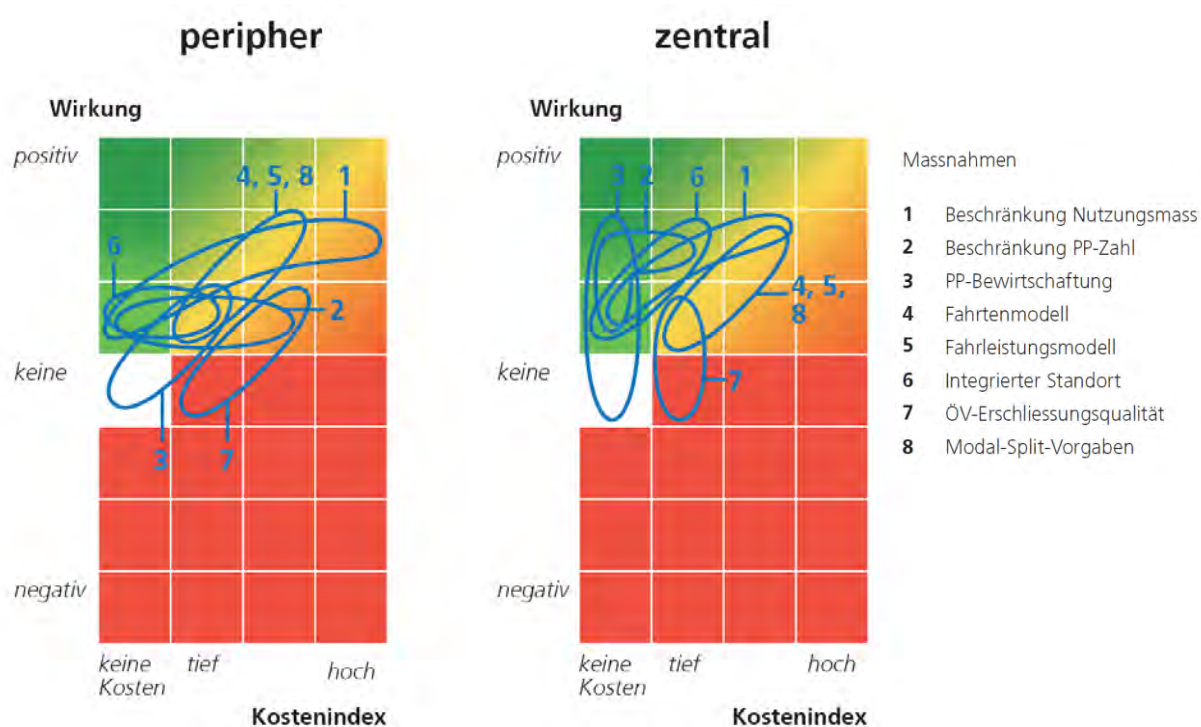 peripher
Wirkung
positiv
4, 5, 8
1
6
2
keine
3
7
negativ
keine
Kosten
tief
hoch
Kostenindex
zentral
Wirkung
positiv
3
2
6
1
4, 5,
8
keine
7
negativ
keine
Kosten
tief
hoch
Kostenindex
Massnahmen
1 Beschränkung Nutzungsmass
2 Beschränkung PP-Zahl
3 PP-Bewirtschaftung
4 Fahrtenmodell
5 Fahrleistungsmodell
6 Integrierter Standort
7 ÖV-Erschliessungsqualität
8 Modal-Split-Vorgaben